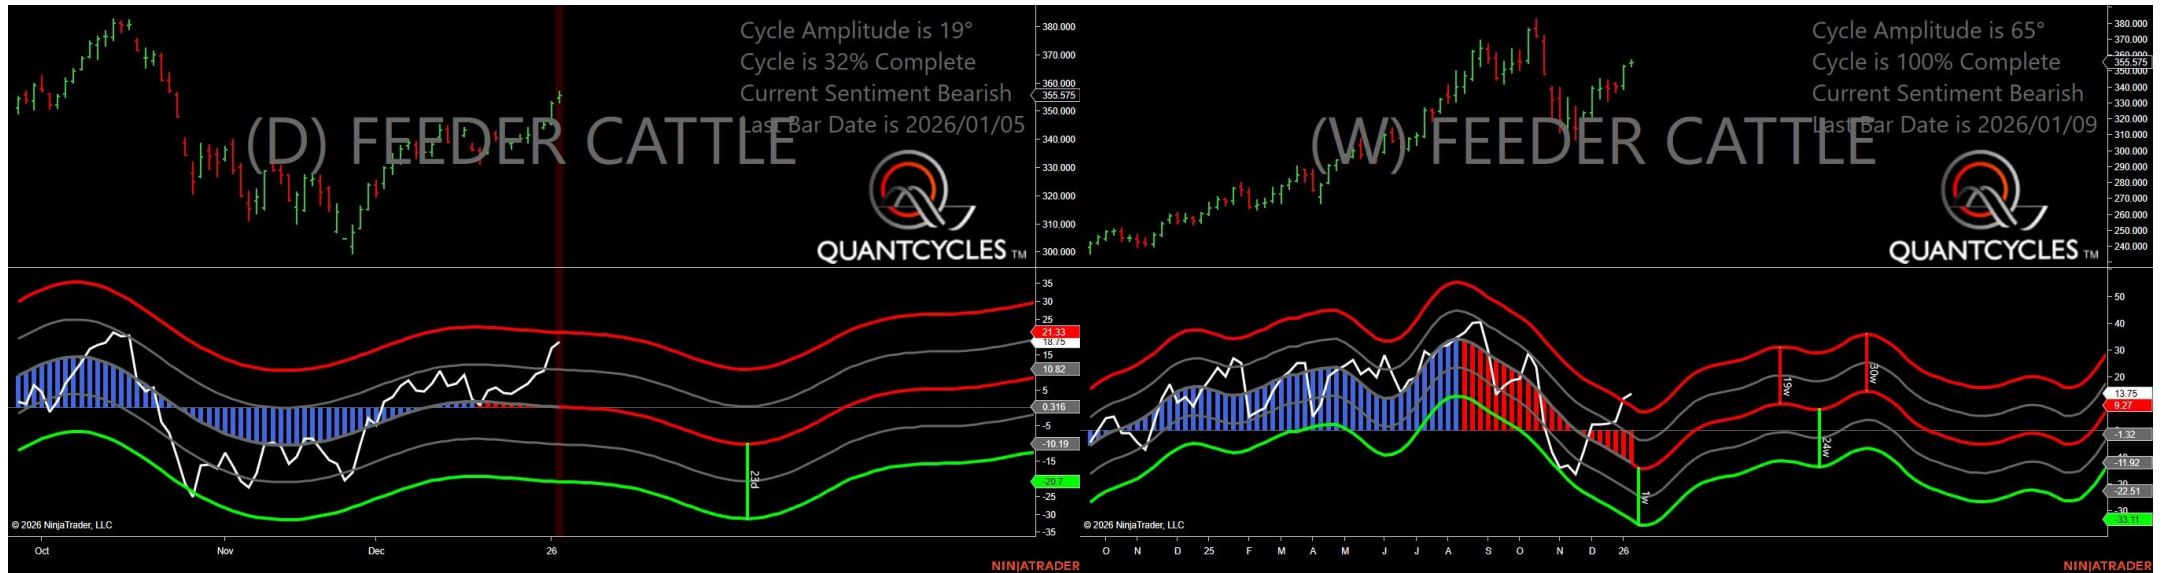 Cycle Amplitude is 19°
Cycle is 32% Complete
Current Sentiment Bearish
Last Bar Date is 2026/01/05
(D) FEEDER CATTLE
QUANTCYCLES TM
380.000
370.000
360.000
355.575
350.000
340.000
330.000
320.000
310.000
300.000
35
30
25
21.33
18.75
15
10.82
5
0.316
-5
-10.19
-15
-20.7
-25
-30
-35
23d
© 2026 NinjaTrader, LLC
Oct Nov Dec 26
NINJATRADER
Cycle Amplitude is 65°
Cycle is 100% Complete
Current Sentiment Bearish
Last Bar Date is 2026/01/09
(W) FEEDER CATTLE
QUANTCYCLES TM
380.000
370.000
360.000
355.575
350.000
340.000
330.000
320.000
310.000
300.000
290.000
280.000
270.000
260.000
250.000
240.000
50
40
30
20
13.75
9.27
-1.32
-11.92
-22.51
-30
-33.11
19w
30w
24w
1w
© 2026 NinjaTrader, LLC
O N D 25 F M A M J J A S O N D 26
NINJATRADER